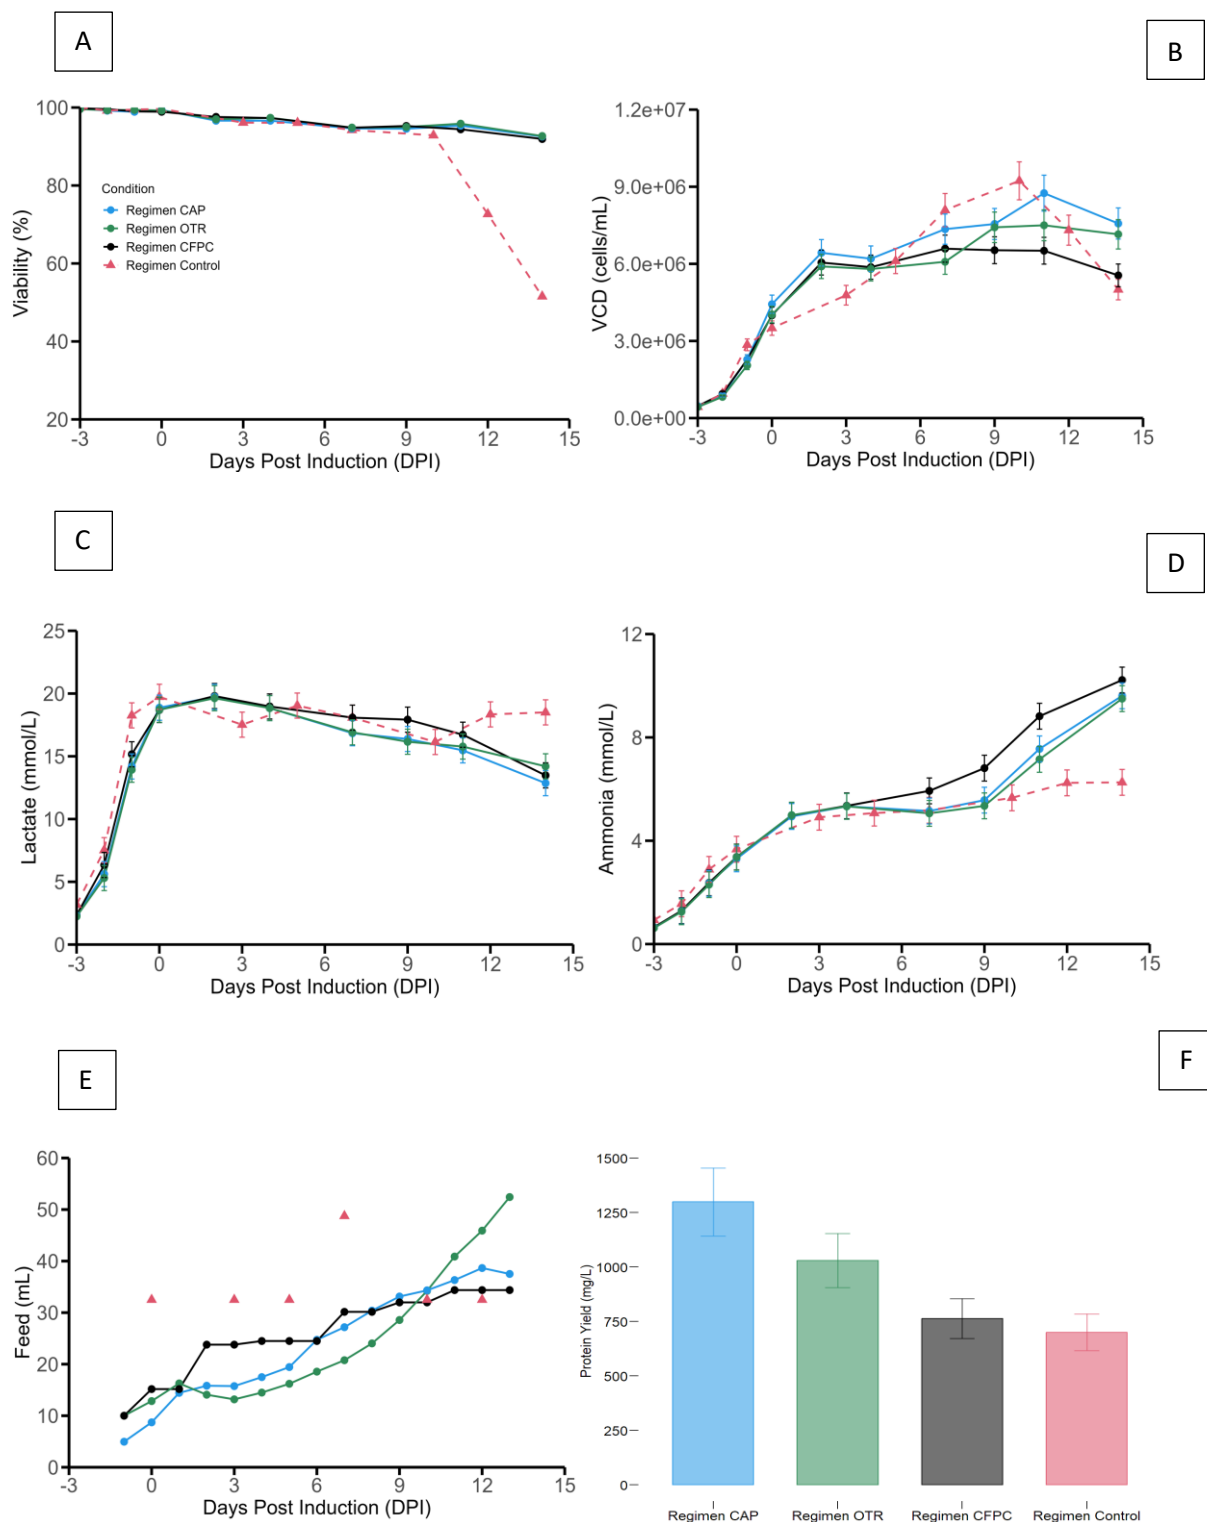 A
B
100
80
60
40
20
Viability (%)
Condition
Regimen CAP
Regimen OTR
Regimen CFPC
Regimen Control
-3 0 3 6 9 12 15
Days Post Induction (DPI)
1.2e+07
9.0e+06
6.0e+06
3.0e+06
0.0e+00
VCD (cells/mL)
-3 0 3 6 9 12 15
Days Post Induction (DPI)
C
D
25
20
15
10
5
0
Lactate (mmol/L)
-3 0 3 6 9 12 15
Days Post Induction (DPI)
12
8
4
0
Ammonia (mmol/L)
-3 0 3 6 9 12 15
Days Post Induction (DPI)
E
F
60
50
40
30
20
10
0
Feed (mL)
-3 0 3 6 9 12 15
Days Post Induction (DPI)
1500
1250
1000
750
500
250
0
Protein Yield (mg/L)
Regimen CAP Regimen OTR Regimen CFPC Regimen Control